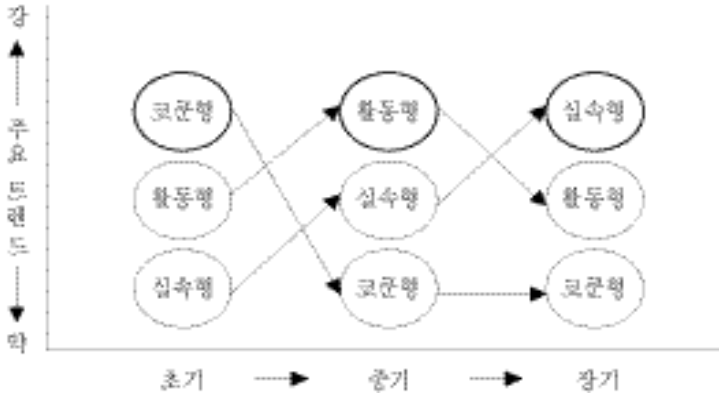 강
주요 트렌드
약
코쿤형 활동형 실속형
활동형 실속형 활동형
실속형 코쿤형 코쿤형
초기 중기 장기